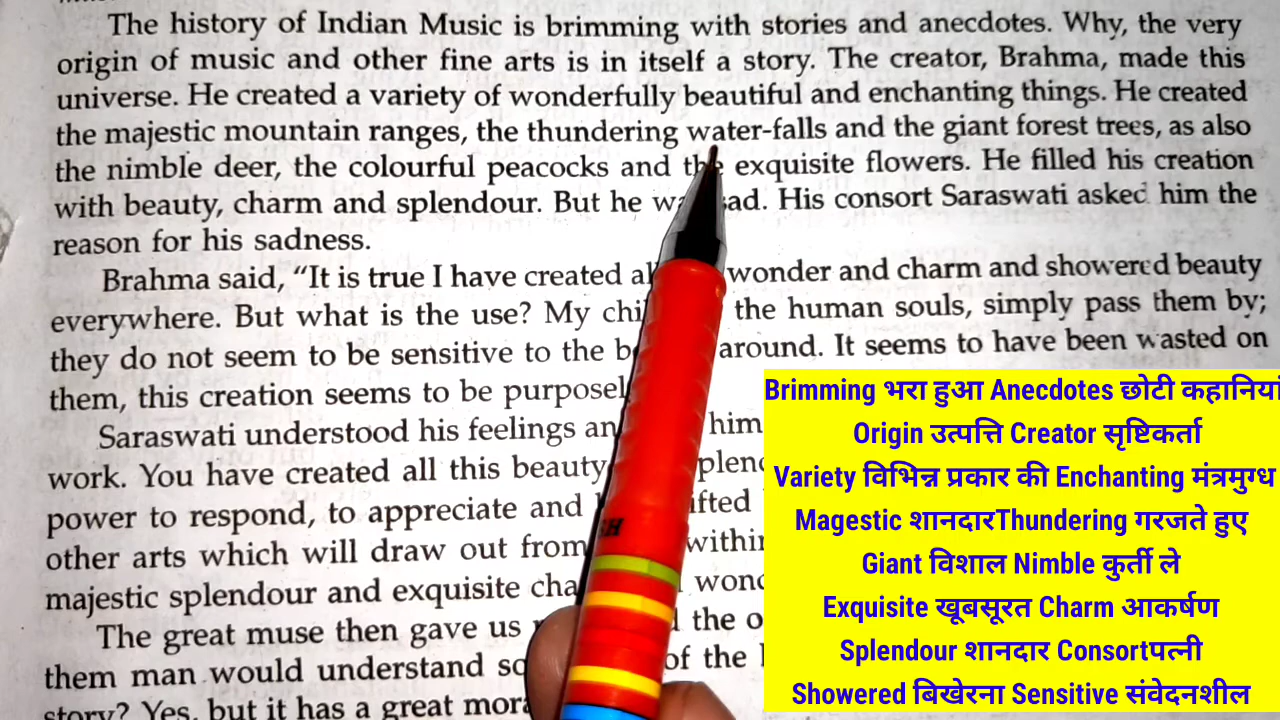 The history of Indian Music is brimming with stories and anecdotes. Why, the very
origin of music and other fine arts is in itself a story. The creator, Brahma, made this
universe. He created a variety of wonderfully beautiful and enchanting things. He created
the majestic mountain ranges, the thundering water-falls and the giant forest trees, as also
the nimble deer, the colourful peacocks and the exquisite flowers. He filled his creation
with beauty, charm and splendour. But he was sad. His consort Saraswati asked him the
reason for his sadness.
Brahma said, “It is true I have created al wonder and charm and showered beauty
everywhere. But what is the use? My chi the human souls, simply pass them by;
they do not seem to be sensitive to the b around. It seems to have been wasted on
them, this creation seems to be purposel
Saraswati understood his feelings an him
work. You have created all this beauty
power to respond, to appreciate and
other arts which will draw out from within
majestic splendour and exquisite cha
The great muse then gave us the
them man would understand of the
story? Yes, but it has a great mor
Brimming भरा हुआ Anecdotes छोटी कहानियां
Origin उत्पत्ति Creator सृष्टिकर्ता
Variety विभिन्न प्रकार की Enchanting मंत्रमुग्ध
Magestic शानदारThundering गरजते हुए
Giant विशाल Nimble कुर्ती ले
Exquisite खूबसूरत Charm आकर्षण
Splendour शानदार Consortपत्नी
Showered बिखेरना Sensitive संवेदनशील